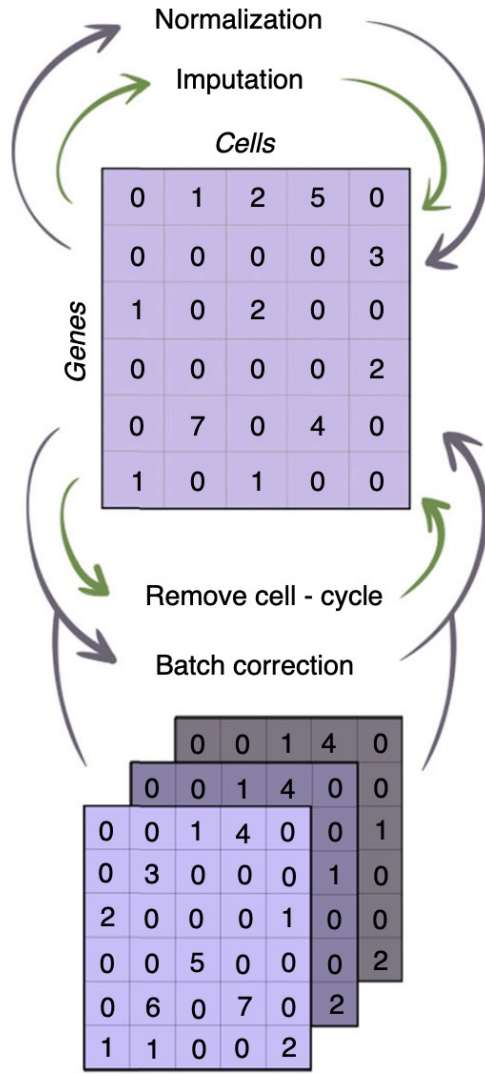 Normalization
Imputation
Cells
Genes
0 1 2 5 0
0 0 0 0 3
1 0 2 0 0
0 0 0 0 2
0 7 0 4 0
1 0 1 0 0
Remove cell - cycle
Batch correction
0 0 1 4 0
0
1
0
0
2
0 0 1 4 0
0
1
0
0
2
0 0 1 4 0
0 3 0 0 0
2 0 0 0 1
0 0 5 0 0
0 6 0 7 0
1 1 0 0 2